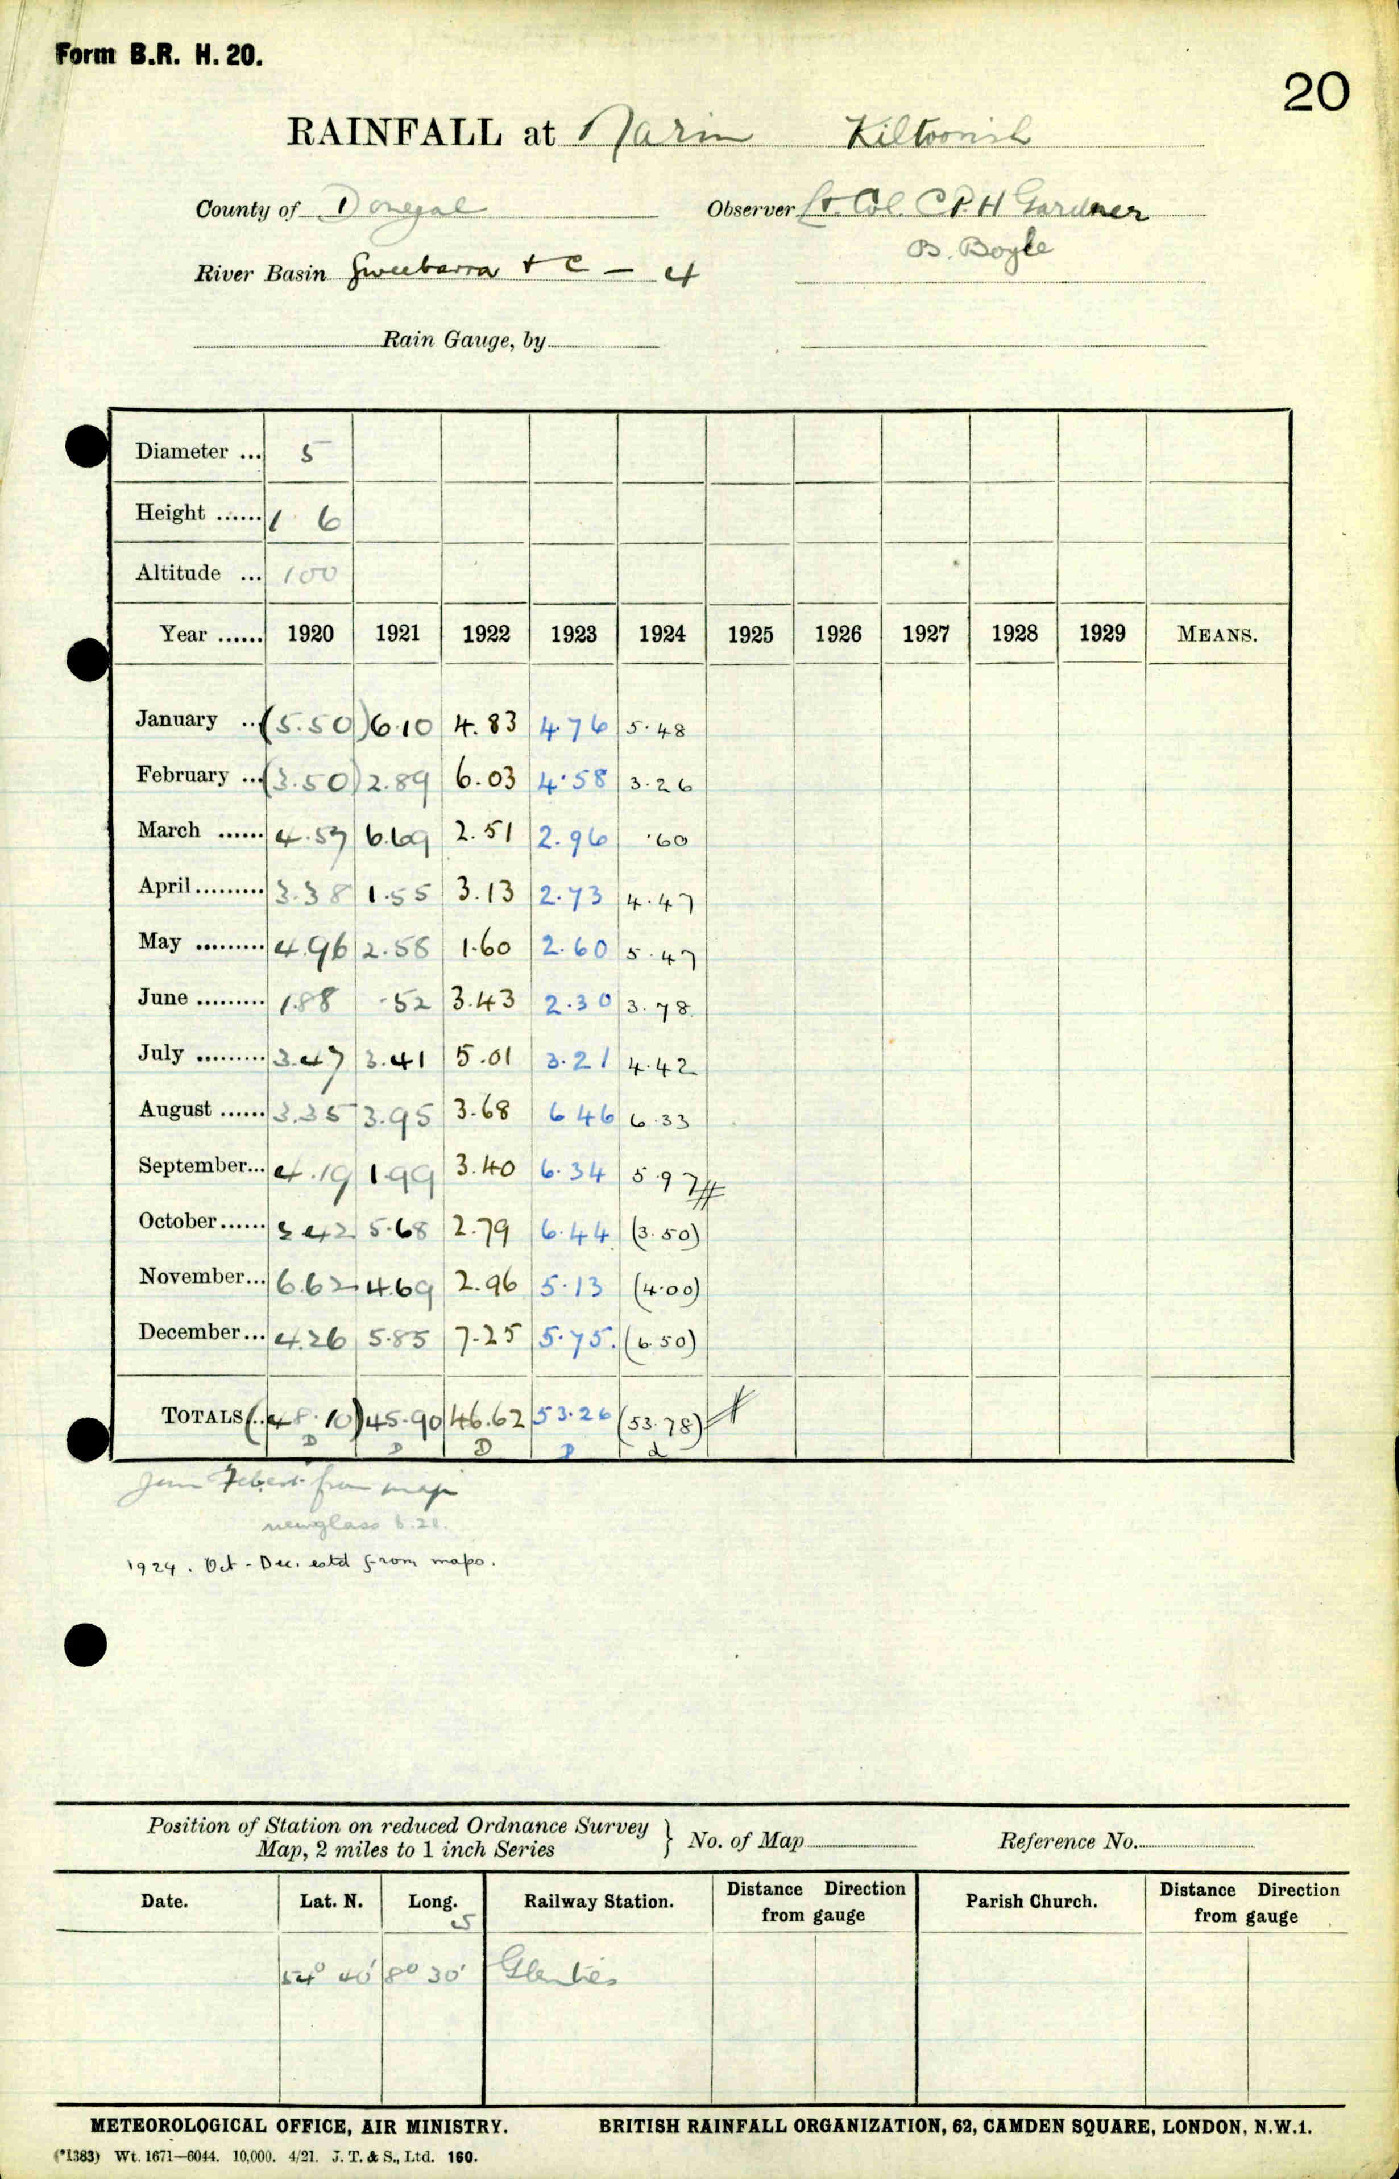 Form B.R. H. 20.
20
RAINFALL at Narin Kiltoorish
County of Donegal Observer Lt. Col. C.P.H Gardner
B. Boyle
River Basin Gweebarra + C – 4
Rain Gauge, by
Diameter ... 5
Height ...... 1 6
Altitude ... 100
Year ...... 1920 1921 1922 1923 1924 1925 1926 1927 1928 1929 MEANS.
January .. (5.50) 6.10 4.83 4.76 5.48
February ... (3.50) 2.89 6.03 4.58 3.26
March ...... 4.57 6.69 2.51 2.96 .60
April ......... 3.38 1.55 3.13 2.73 4.47
May ......... 4.96 2.58 1.60 2.60 5.47
June ......... 1.88 .52 3.43 2.30 3.78
July ......... 3.47 3.41 5.01 3.21 4.42
August ...... 3.35 3.95 3.68 6 46 6.33
September... 4.19 1.99 3.40 6.34 5.97 #
October...... 2 42 5.68 2.79 6.44 (3.50)
November... 6.62 4.69 2.96 5.13 (4.00)
December... 4.26 5.85 7.25 5.75. (6.50)
TOTALS .. (48.10) 45.90 46.62 53.26 (53.78) #
D D D D d
Jan Feb est from map
new glass 6.20.
1924. Oct - Dec. estd from maps.
Position of Station on reduced Ordnance Survey
Map, 2 miles to 1 inch Series } No. of Map Reference No.
Date. Lat. N. Long. Railway Station. Distance Direction from gauge Parish Church. Distance Direction from gauge
54° 40' 8° 30' Glenties
METEOROLOGICAL OFFICE, AIR MINISTRY. BRITISH RAINFALL ORGANIZATION, 62, CAMDEN SQUARE, LONDON, N.W.1.
(*1383) Wt. 1671—6044. 10,000. 4/21. J. T. & S., Ltd. 160.